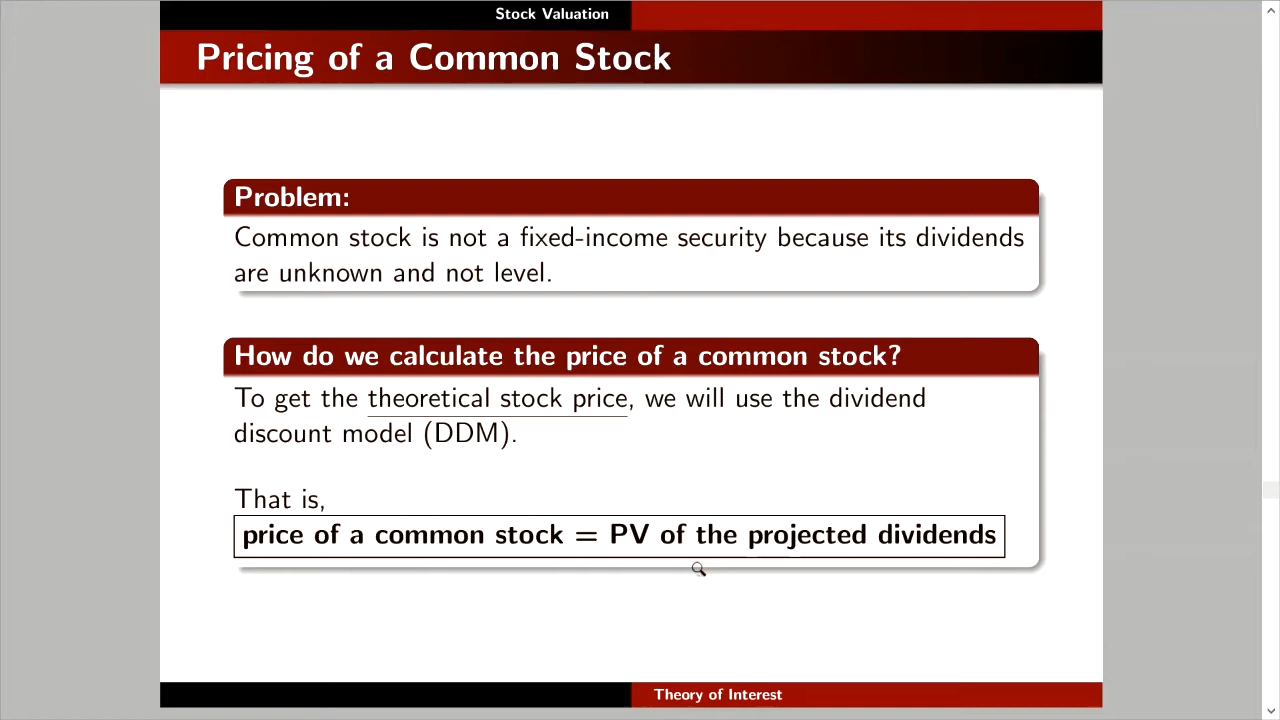 Stock Valuation
Pricing of a Common Stock
Problem:
Common stock is not a fixed-income security because its dividends
are unknown and not level.
How do we calculate the price of a common stock?
To get the theoretical stock price, we will use the dividend
discount model (DDM).
That is,
price of a common stock = PV of the projected dividends
Theory of Interest